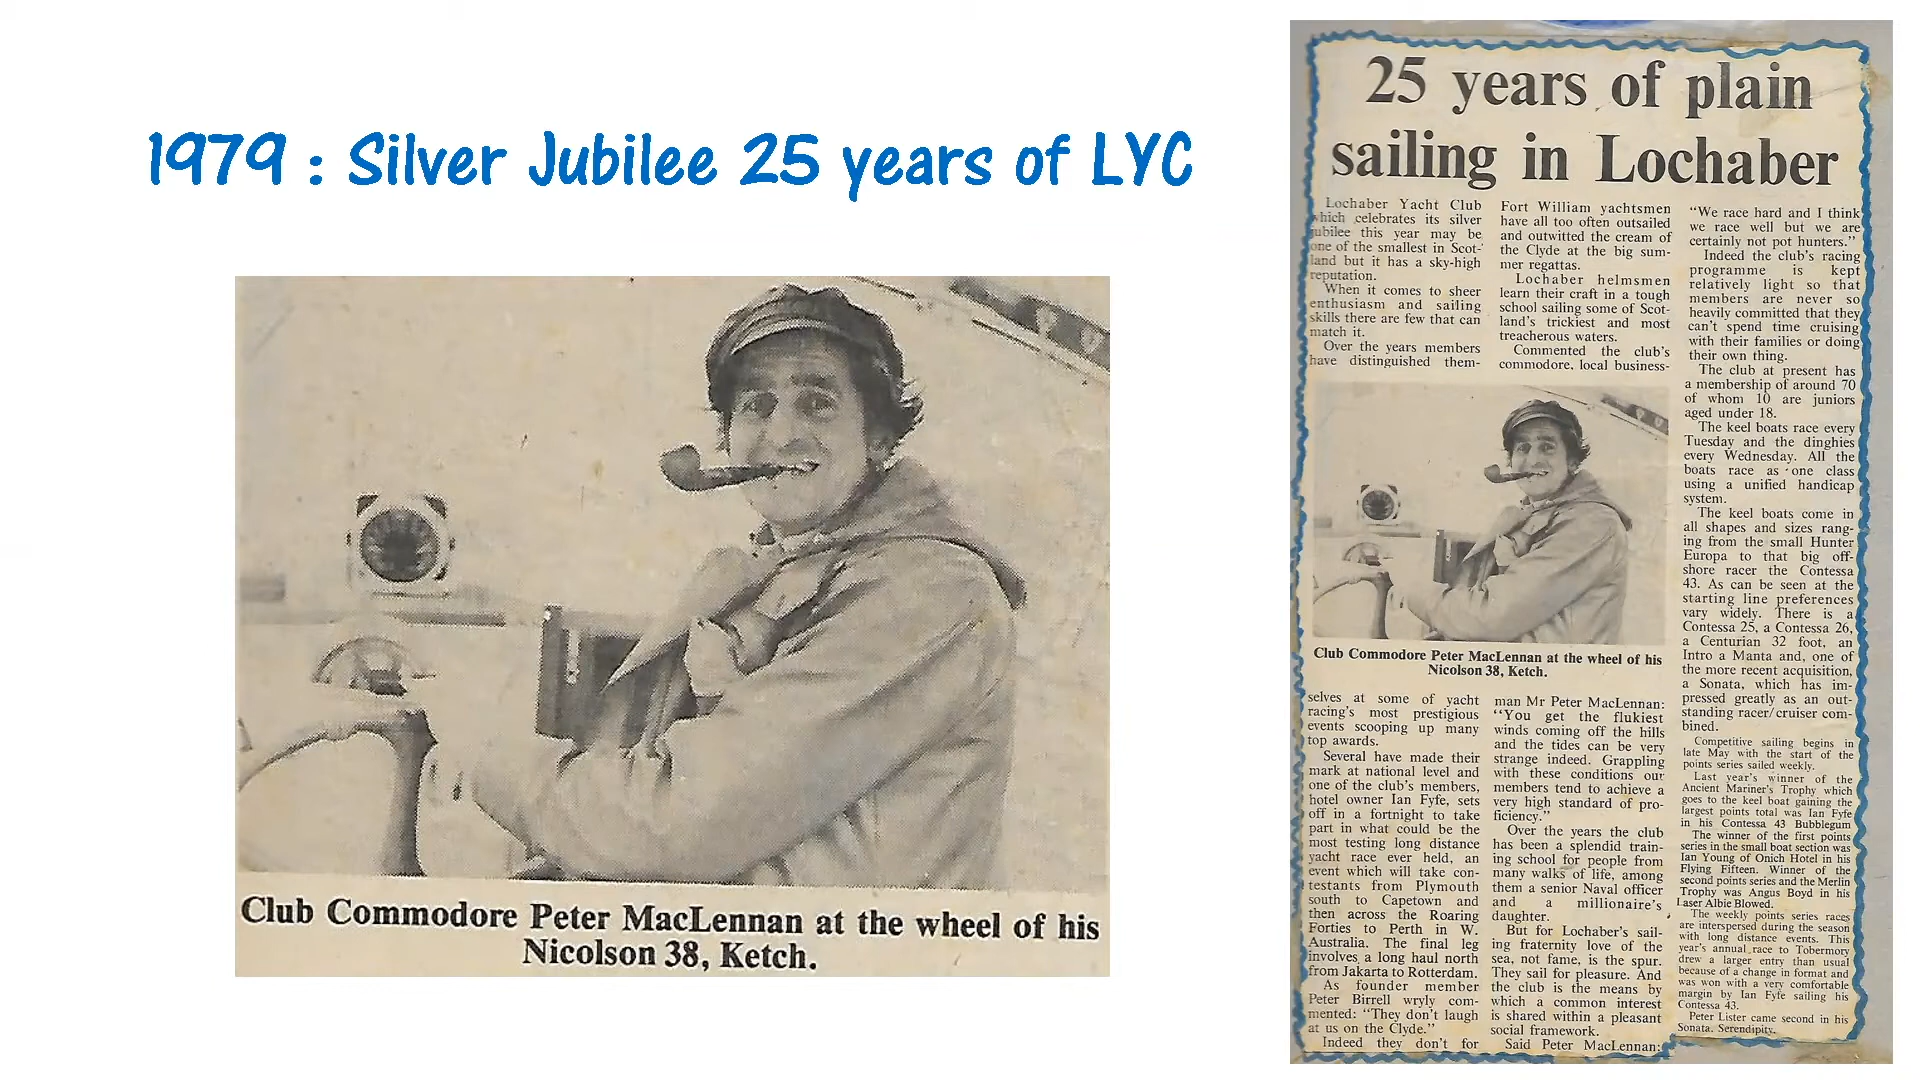 1979 : Silver Jubilee 25 years of LYC
Club Commodore Peter MacLennan at the wheel of his
Nicolson 38, Ketch.
25 years of plain
sailing in Lochaber
Lochaber Yacht Club
which celebrates its silver
jubilee this year may be
one of the smallest in Scot-
land but it has a sky-high
reputation.
When it comes to sheer
enthusiasm and sailing
skills there are few that can
match it.
Over the years members
have distinguished them-
Fort William yachtsmen
have all too often outsailed
and outwitted the cream of
the Clyde at the big sum-
mer regattas.
Lochaber helmsmen
learn their craft in a tough
school sailing some of Scot-
land's trickiest and most
treacherous waters.
Commented the club's
commodore, local business-
Club Commodore Peter MacLennan at the wheel of his
Nicolson 38, Ketch.
selves at some of yacht
racing's most prestigious
events scooping up many
top awards.
Several have made their
mark at national level and
one of the club's members,
hotel owner Ian Fyfe, sets
off in a fortnight to take
part in what could be the
most testing long distance
yacht race ever held, an
event which will take con-
testants from Plymouth
south to Capetown and
then across the Roaring
Forties to Perth in W.
Australia. The final leg
involves a long haul north
from Jakarta to Rotterdam.
As founder member
Peter Birrell wryly com-
mented: "They don't laugh
at us on the Clyde."
Indeed they don't for
man Mr Peter MacLennan:
"You get the flukiest
winds coming off the hills
and the tides can be very
strange indeed. Grappling
with these conditions our
members tend to achieve a
very high standard of pro-
ficiency."
Over the years the club
has been a splendid train-
ing school for people from
many walks of life, among
them a senior Naval officer
and a millionaire's
daughter.
But for Lochaber's sail-
ing fraternity love of the
sea, not fame, is the spur.
They sail for pleasure. And
the club is the means by
which a common interest
is shared within a pleasant
social framework.
Said Peter MacLennan:
"We race hard and I think
we race well but we are
certainly not pot hunters."
Indeed the club's racing
programme is kept
relatively light so that
members are never so
heavily committed that they
can't spend time cruising
with their families or doing
their own thing.
The club at present has
a membership of around 70
of whom 10 are juniors
aged under 18.
The keel boats race every
Tuesday and the dinghies
every Wednesday. All the
boats race as one class
using a unified handicap
system.
The keel boats come in
all shapes and sizes rang-
ing from the small Hunter
Europa to that big off-
shore racer the Contessa
43. As can be seen at the
starting line preferences
vary widely. There is a
Contessa 25, a Contessa 26,
a Centurian 32 foot, an
Intro a Manta and, one of
the more recent acquisition,
a Sonata, which has im-
pressed greatly as an out-
standing racer/cruiser com-
bined.
Competitive sailing begins in
late May with the start of the
points series sailed weekly.
Last year's winner of the
Ancient Mariner's Trophy which
goes to the keel boat gaining the
largest points total was Ian Fyfe
in his Contessa 43 Bubblegum
The winner of the first points
series in the small boat section was
Ian Young of Onich Hotel in his
Flying Fifteen. Winner of the
second points series and the Merlin
Trophy was Angus Boyd in his
Laser Albie Blowed.
The weekly points series races
are interspersed during the season
with long distance events. This
year's annual race to Tobermory
drew a larger entry than usual
because of a change in format and
was won with a very comfortable
margin by Ian Fyfe sailing his
Contessa 43.
Peter Lister came second in his
Sonata. Serendipity.